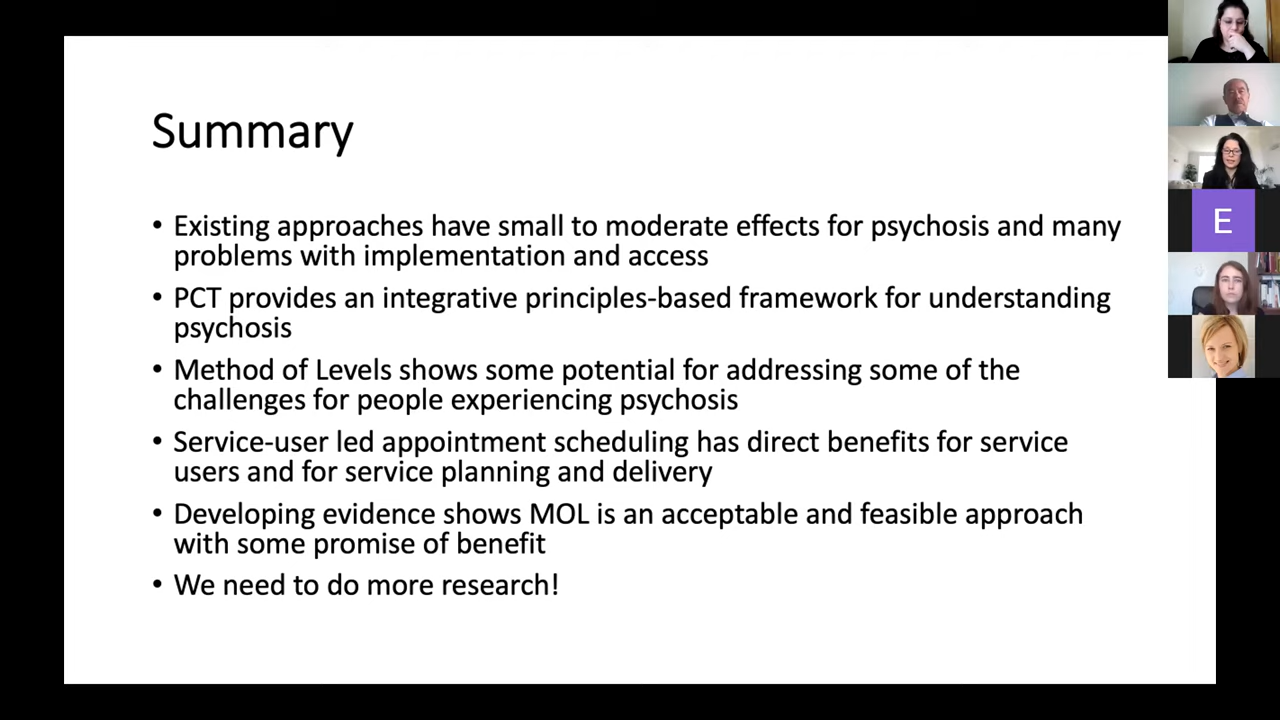 Summary
• Existing approaches have small to moderate effects for psychosis and many
problems with implementation and access
• PCT provides an integrative principles-based framework for understanding
psychosis
• Method of Levels shows some potential for addressing some of the
challenges for people experiencing psychosis
• Service-user led appointment scheduling has direct benefits for service
users and for service planning and delivery
• Developing evidence shows MOL is an acceptable and feasible approach
with some promise of benefit
• We need to do more research!
E